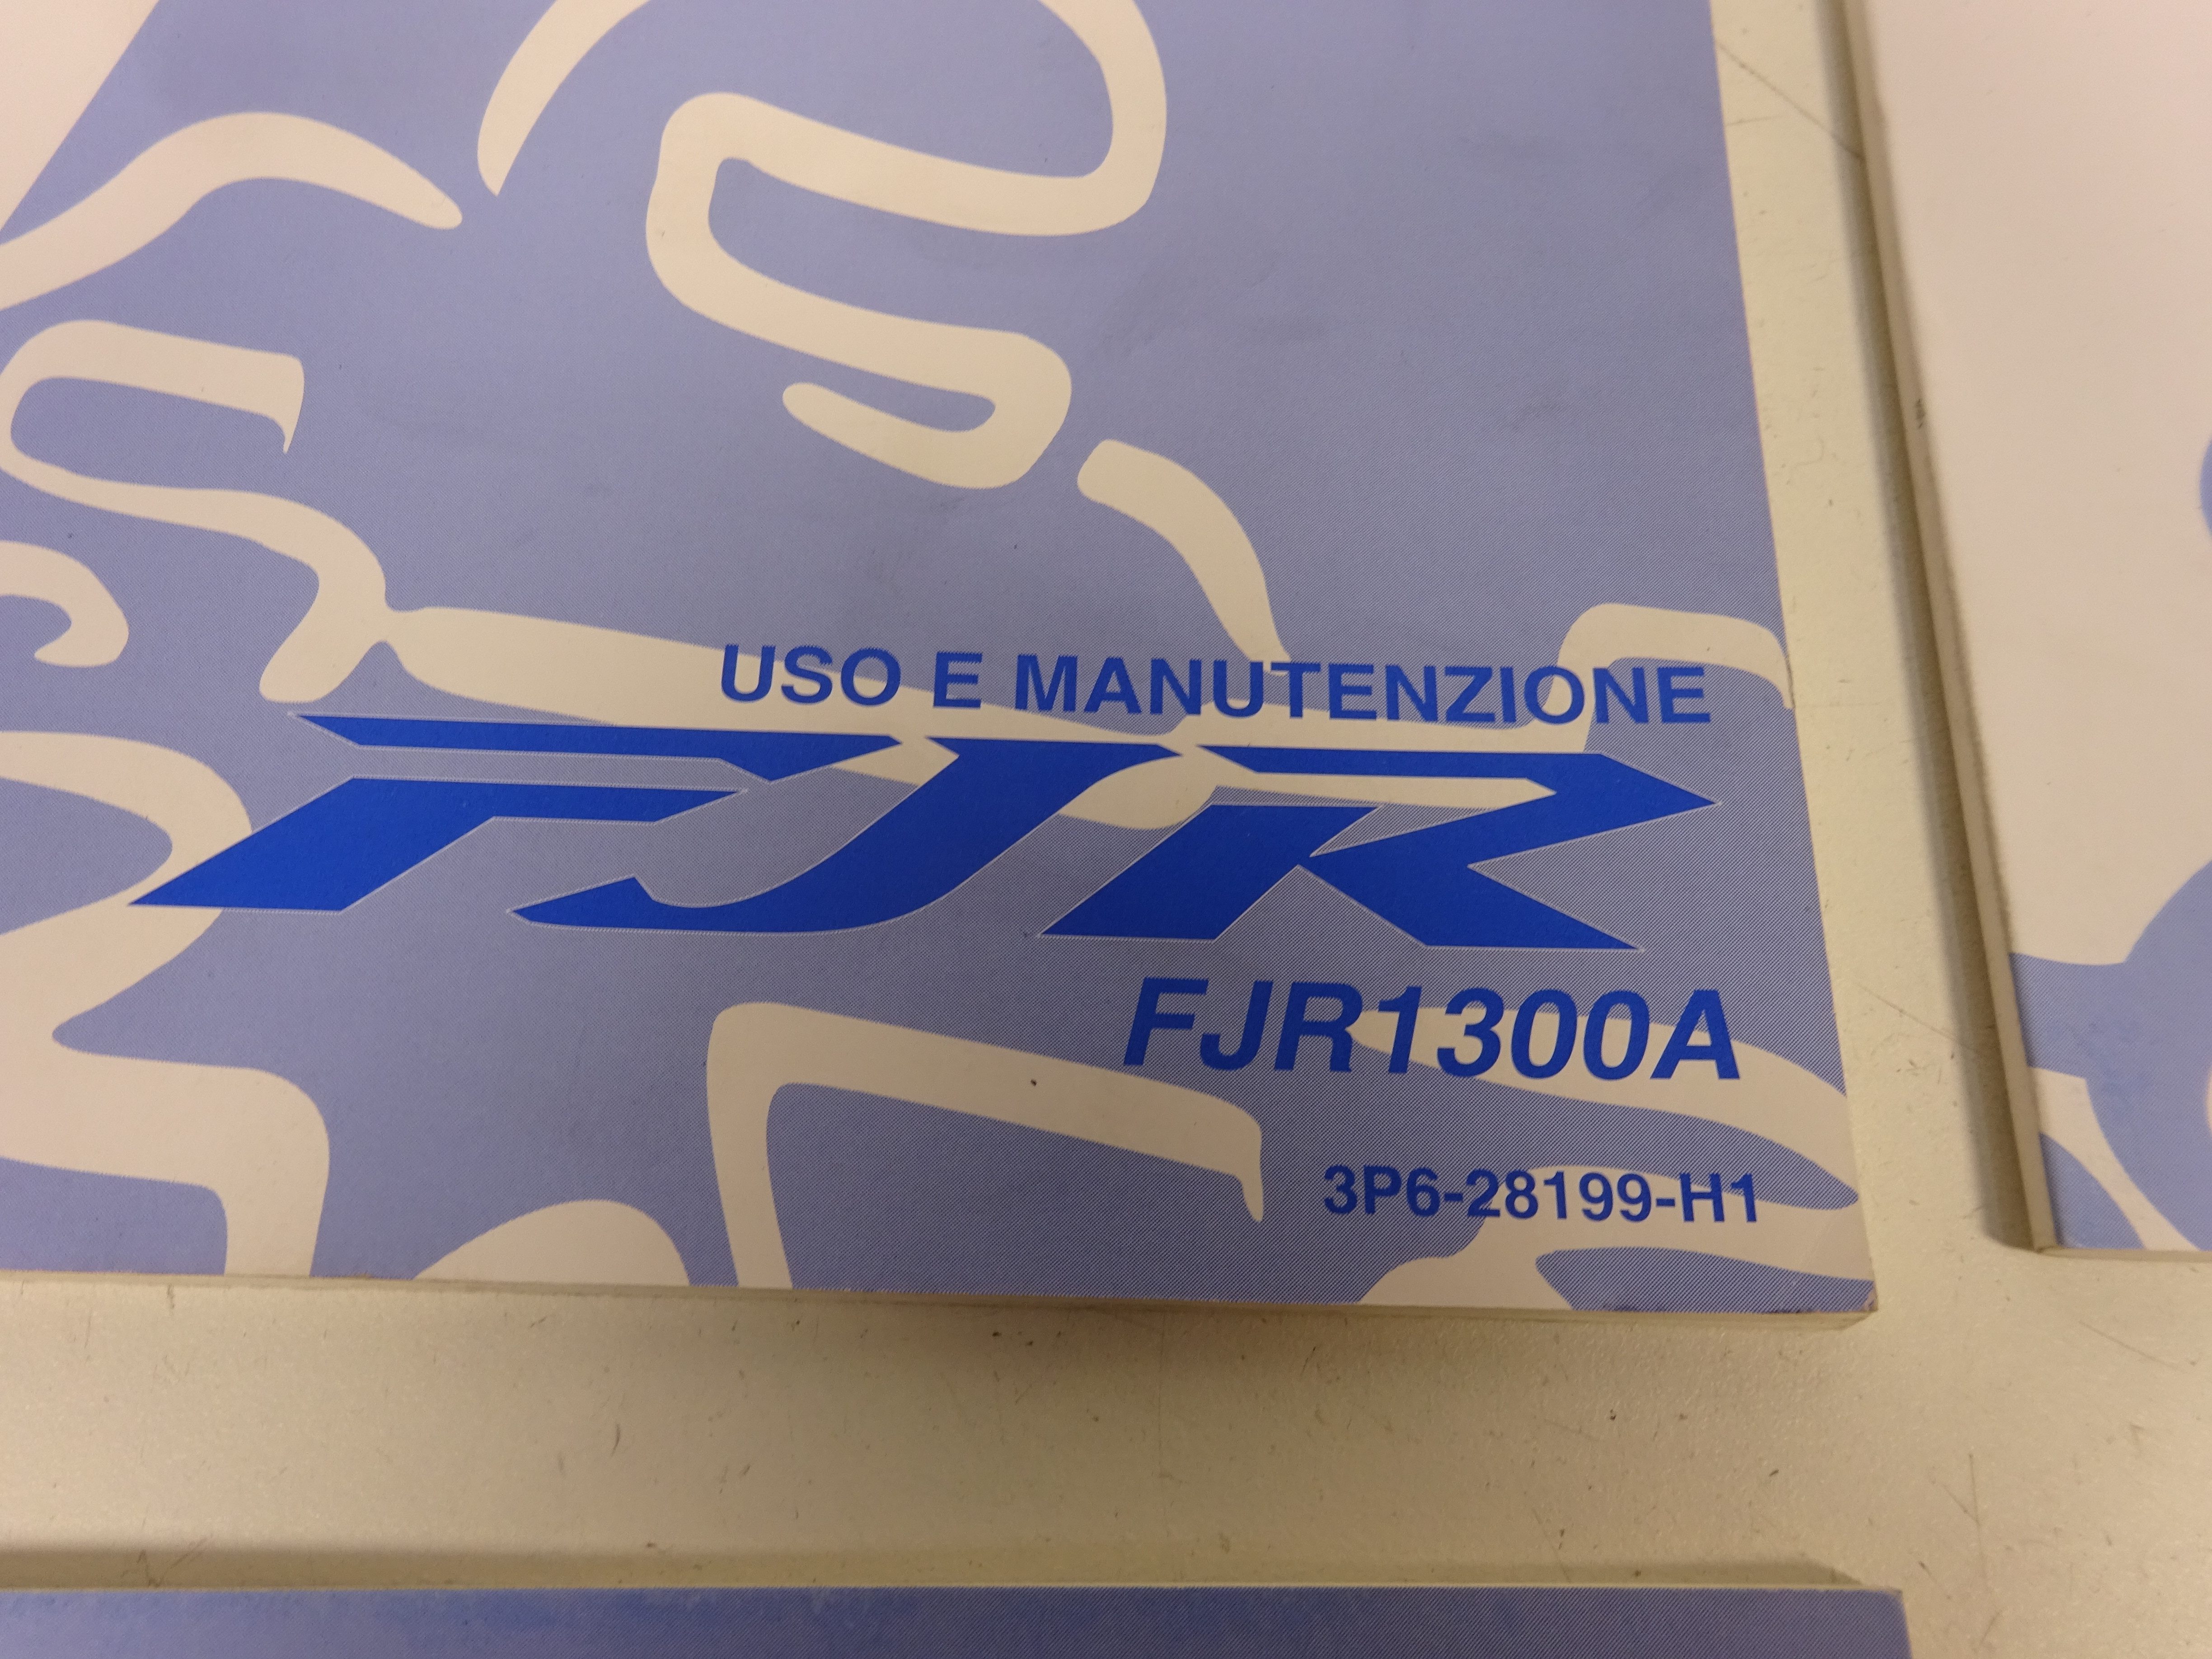 USO E MANUTENZIONE
FJR
FJR1300A
3P6-28199-H1